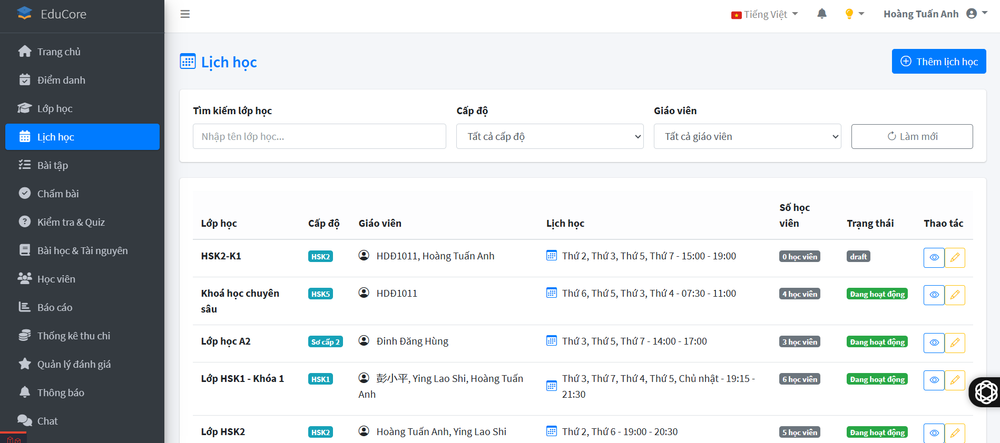 EduCore
Tiếng Việt
Hoàng Tuấn Anh
Trang chủ
Điểm danh
Lớp học
Lịch học
Bài tập
Chấm bài
Kiểm tra & Quiz
Bài học & Tài nguyên
Học viên
Báo cáo
Thống kê thu chi
Quản lý đánh giá
Thông báo
Chat
Lịch học
Thêm lịch học
Tìm kiếm lớp học
Cấp độ
Giáo viên
Nhập tên lớp học...
Tất cả cấp độ
Tất cả giáo viên
Làm mới
Lớp học
Cấp độ
Giáo viên
Lịch học
Số học
viên
Trạng thái
Thao tác
HSK2-K1
HSK2
HDĐ1011, Hoàng Tuấn Anh
Thứ 2, Thứ 3, Thứ 5, Thứ 7 - 15:00 - 19:00
0 học viên
draft
Khoá học chuyên
sâu
HSK5
HDĐ1011
Thứ 6, Thứ 5, Thứ 3, Thứ 4 - 07:30 - 11:00
4 học viên
Đang hoạt động
Lớp học A2
Sơ cấp 2
Đinh Đăng Hùng
Thứ 3, Thứ 5, Thứ 7 - 14:00 - 17:00
3 học viên
Đang hoạt động
Lớp HSK1 - Khóa 1
HSK1
彭小平, Ying Lao Shi, Hoàng Tuấn
Anh
Thứ 3, Thứ 7, Thứ 4, Thứ 5, Chủ nhật - 19:15 -
21:30
6 học viên
Đang hoạt động
Lớp HSK2
HSK2
Hoàng Tuấn Anh, Ying Lao Shi
Thứ 2, Thứ 6 - 19:00 - 20:30
5 học viên
Đang hoạt động